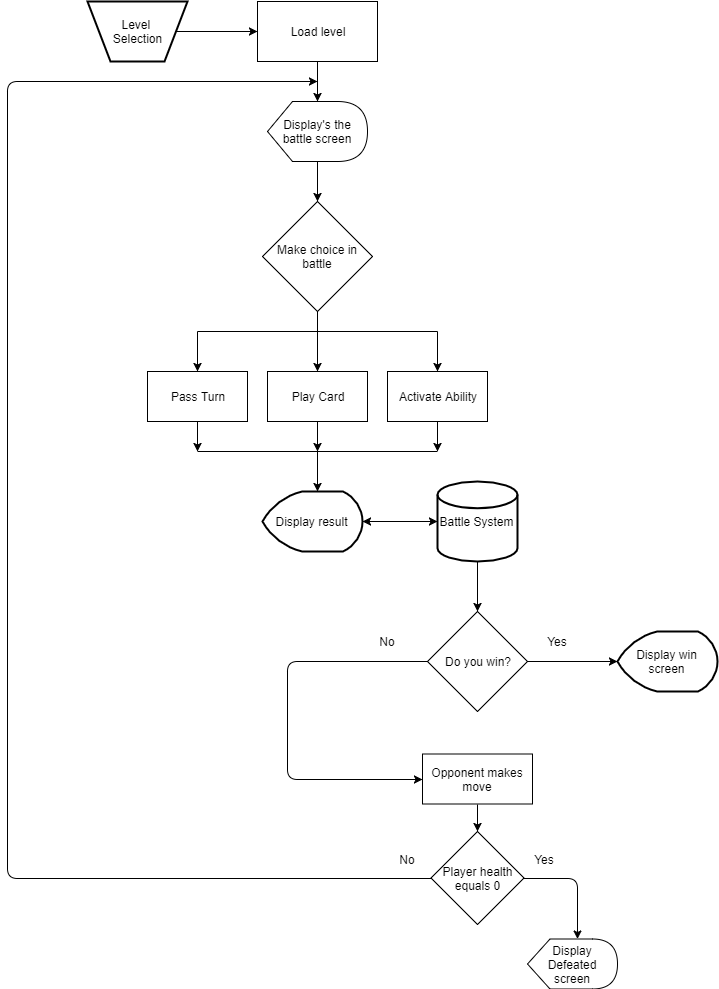 Level
Selection
Load level
Display's the
battle screen
Make choice in
battle
Pass Turn
Play Card
Activate Ability
Display result
Battle System
No
Yes
Do you win?
Display win
screen
Opponent makes
move
No
Yes
Player health
equals 0
Display
Defeated
screen